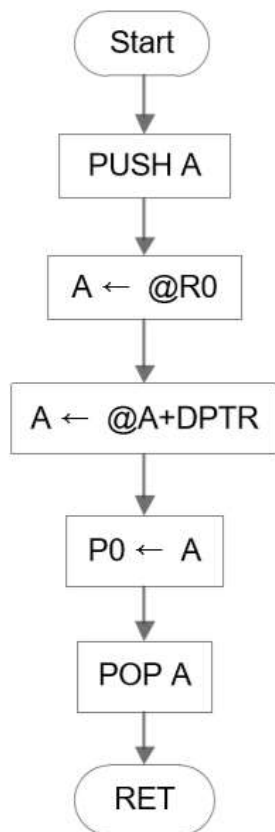 Start
PUSH A
A ← @R0
A ← @A+DPTR
P0 ← A
POP A
RET